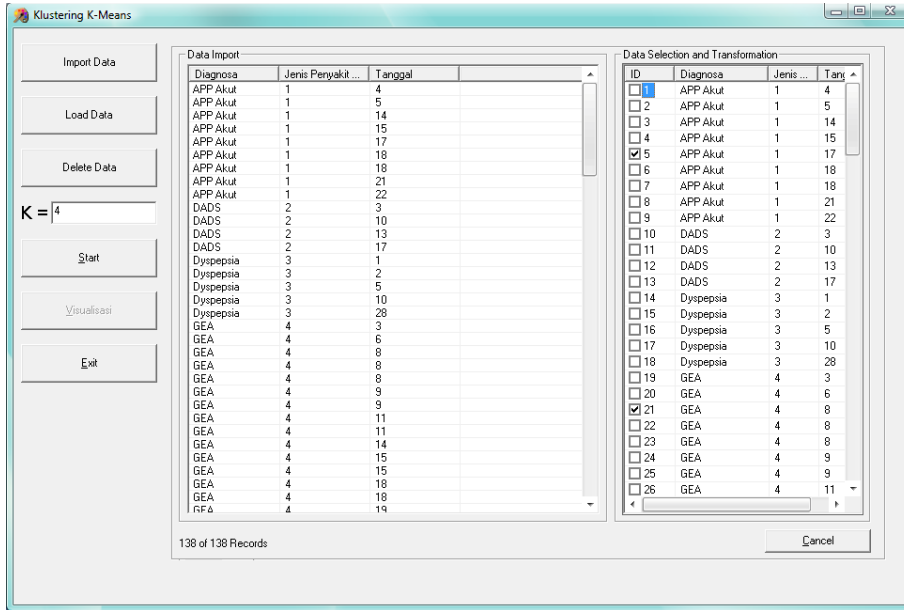 Klustering K-Means
Import Data
Load Data
Delete Data
K = 4
Start
Visualisasi
Exit
Data Import
Diagnosa Jenis Penyakit ... Tanggal
APP Akut 1 4
APP Akut 1 5
APP Akut 1 14
APP Akut 1 15
APP Akut 1 17
APP Akut 1 18
APP Akut 1 18
APP Akut 1 21
APP Akut 1 22
DADS 2 3
DADS 2 10
DADS 2 13
DADS 2 17
Dyspepsia 3 1
Dyspepsia 3 2
Dyspepsia 3 5
Dyspepsia 3 10
Dyspepsia 3 28
GEA 4 3
GEA 4 6
GEA 4 8
GEA 4 8
GEA 4 8
GEA 4 9
GEA 4 9
GEA 4 11
GEA 4 11
GEA 4 14
GEA 4 15
GEA 4 15
GEA 4 18
GEA 4 18
GEA 4 19
138 of 138 Records
Data Selection and Transformation
ID Diagnosa Jenis ... Tang
1 APP Akut 1 4
2 APP Akut 1 5
3 APP Akut 1 14
4 APP Akut 1 15
5 APP Akut 1 17
6 APP Akut 1 18
7 APP Akut 1 18
8 APP Akut 1 21
9 APP Akut 1 22
10 DADS 2 3
11 DADS 2 10
12 DADS 2 13
13 DADS 2 17
14 Dyspepsia 3 1
15 Dyspepsia 3 2
16 Dyspepsia 3 5
17 Dyspepsia 3 10
18 Dyspepsia 3 28
19 GEA 4 3
20 GEA 4 6
21 GEA 4 8
22 GEA 4 8
23 GEA 4 8
24 GEA 4 9
25 GEA 4 9
26 GEA 4 11
Cancel